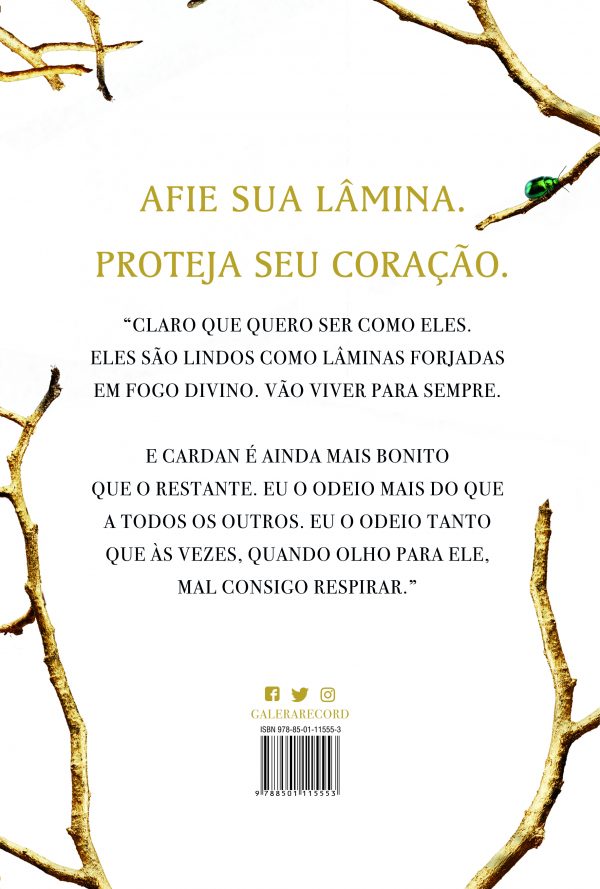 AFIE SUA LÂMINA.
PROTEJA SEU CORAÇÃO.
“CLARO QUE QUERO SER COMO ELES.
ELES SÃO LINDOS COMO LÂMINAS FORJADAS
EM FOGO DIVINO. VÃO VIVER PARA SEMPRE.
E CARDAN É AINDA MAIS BONITO
QUE O RESTANTE. EU O ODEIO MAIS DO QUE
A TODOS OS OUTROS. EU O ODEIO TANTO
QUE ÀS VEZES, QUANDO OLHO PARA ELE,
MAL CONSIGO RESPIRAR.”
GALERARECORD
ISBN 978-85-01-11555-3
9 788501 115553